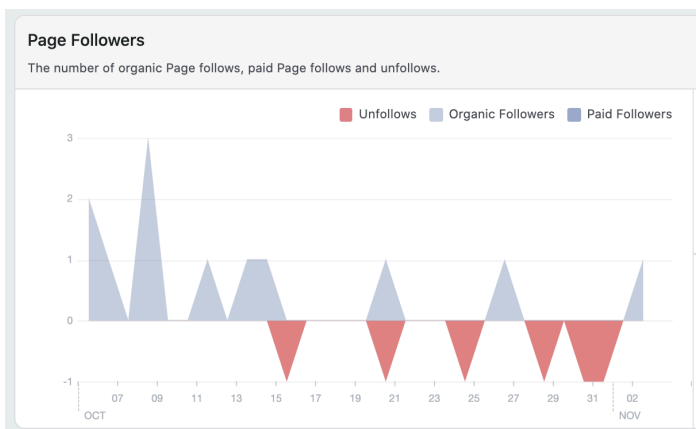 Page Followers
The number of organic Page follows, paid Page follows and unfollows.
Unfollows Organic Followers Paid Followers
3
2
1
0
-1
07 09 11 13 15 17 19 21 23 25 27 29 31 02
OCT NOV